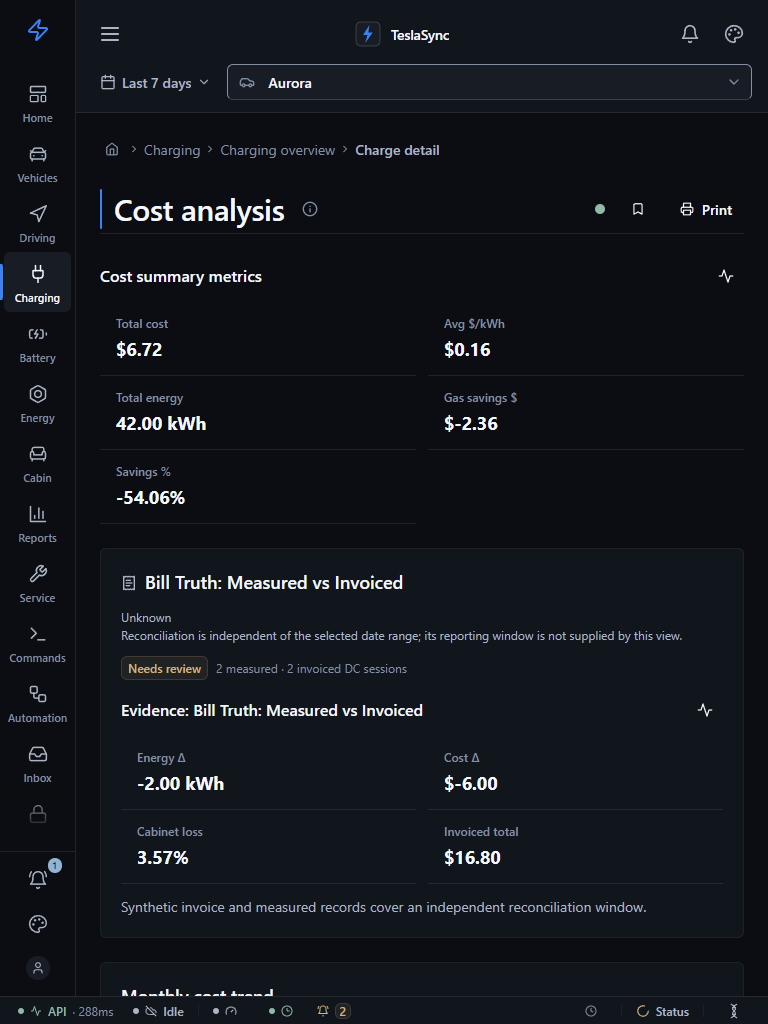 TeslaSync
Last 7 days
Aurora
Home
Vehicles
Driving
Charging
Battery
Energy
Cabin
Reports
Service
Commands
Automation
Inbox
1
Charging > Charging overview > Charge detail
Cost analysis
Print
Cost summary metrics
Total cost
$6.72
Avg $/kWh
$0.16
Total energy
42.00 kWh
Gas savings $
$-2.36
Savings %
-54.06%
Bill Truth: Measured vs Invoiced
Unknown
Reconciliation is independent of the selected date range; its reporting window is not supplied by this view.
Needs review 2 measured · 2 invoiced DC sessions
Evidence: Bill Truth: Measured vs Invoiced
Energy Δ
-2.00 kWh
Cost Δ
$-6.00
Cabinet loss
3.57%
Invoiced total
$16.80
Synthetic invoice and measured records cover an independent reconciliation window.
Monthly cost trend
API · 288ms Idle 2 Status